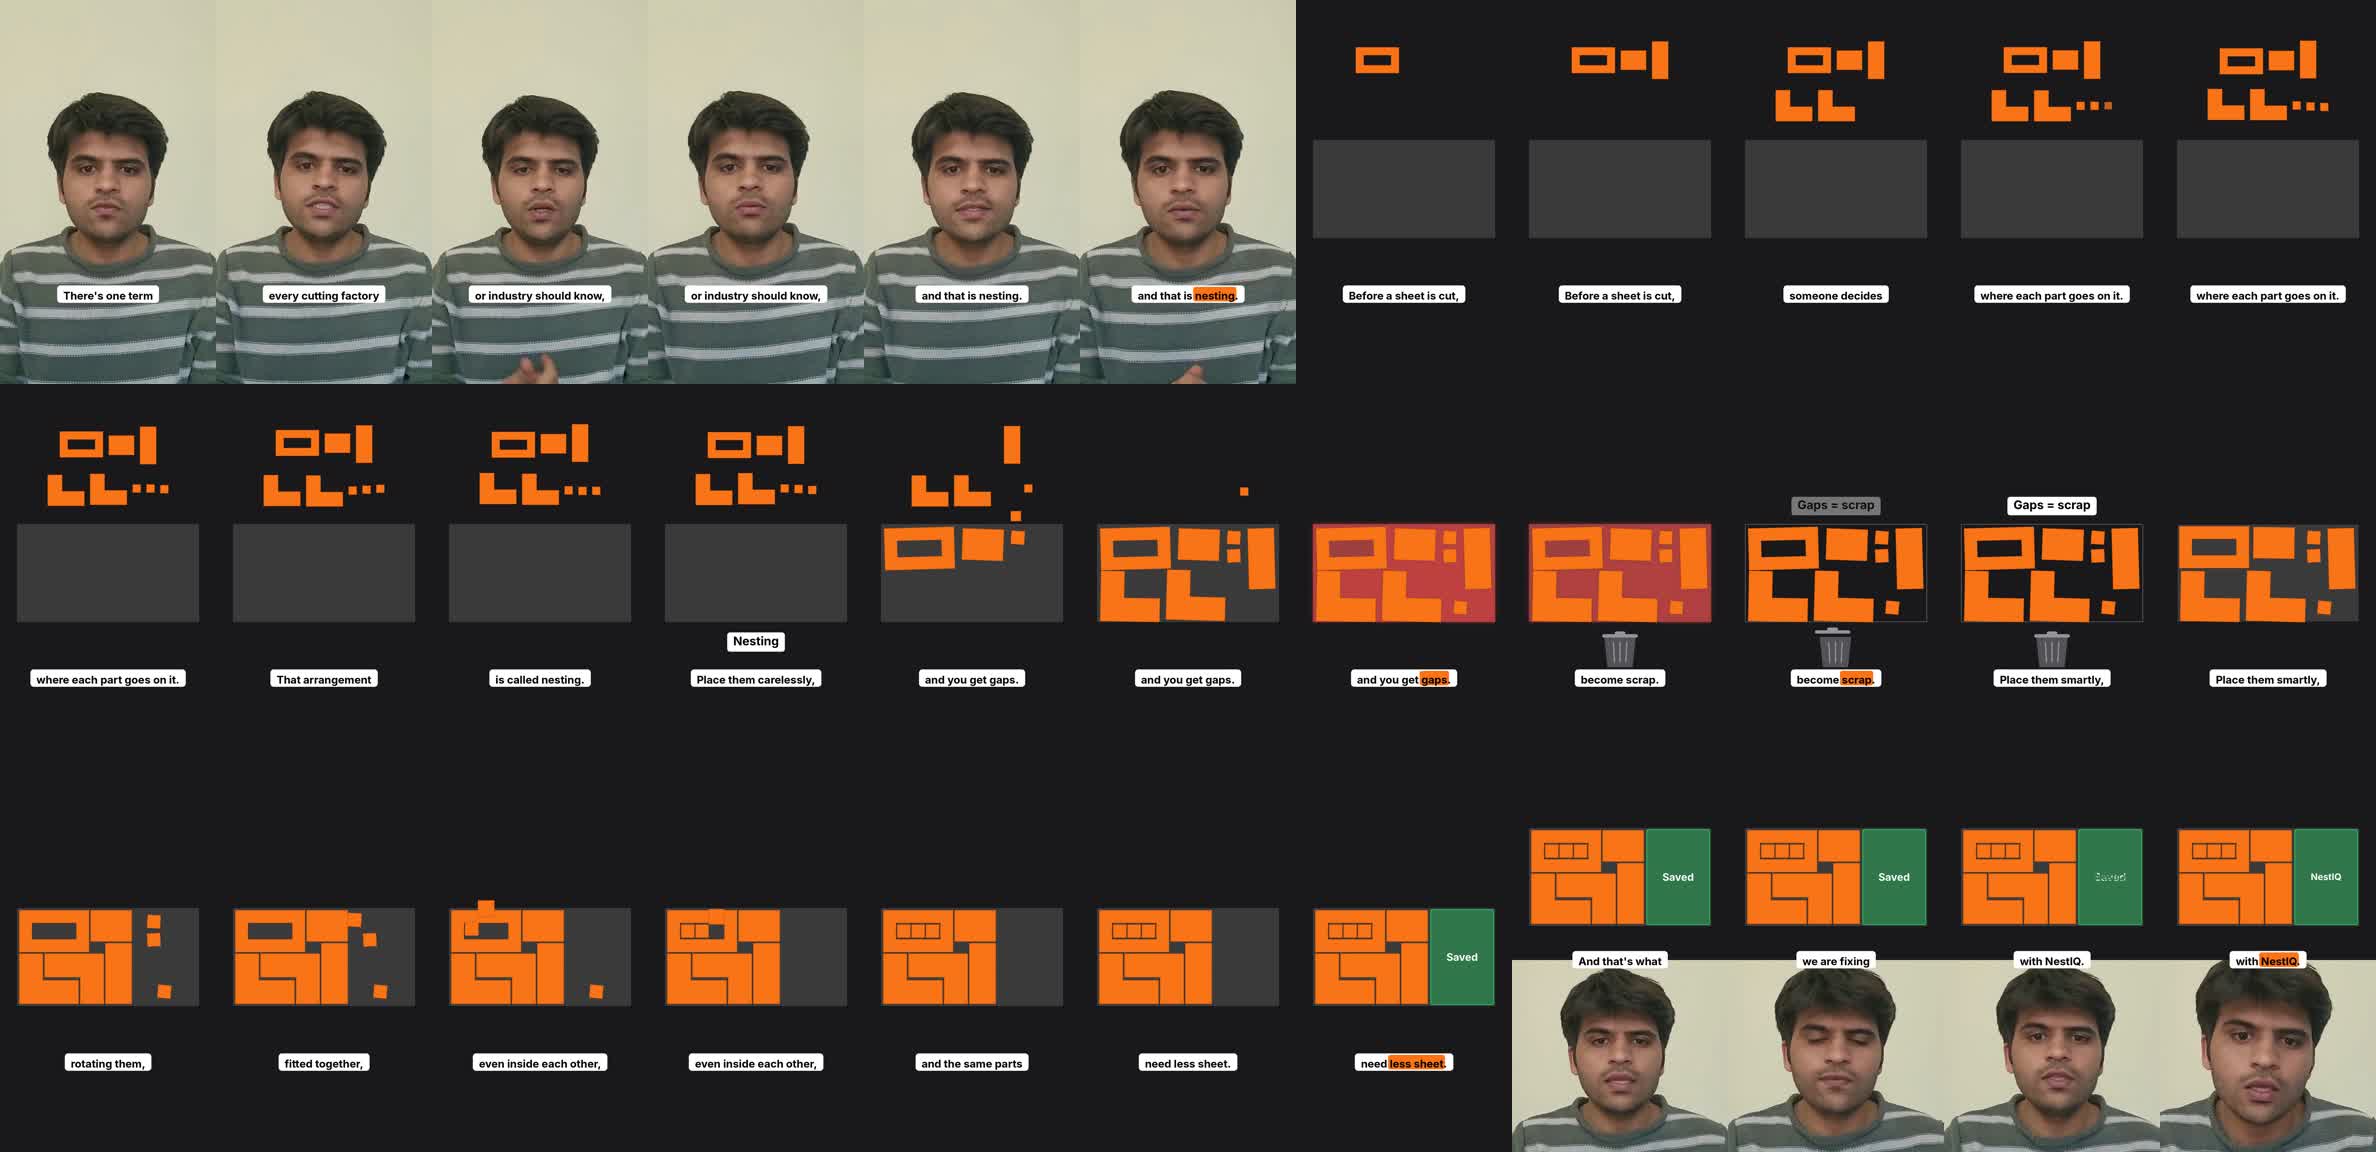 There's one term
every cutting factory
or industry should know,
or industry should know,
and that is nesting.
and that is nesting.
Before a sheet is cut,
Before a sheet is cut,
someone decides
where each part goes on it.
where each part goes on it.
Gaps = scrap
Gaps = scrap
Nesting
where each part goes on it.
That arrangement
is called nesting.
Place them carelessly,
and you get gaps.
and you get gaps.
and you get gaps.
become scrap.
become scrap.
Place them smartly,
Place them smartly,
Saved
Saved
Saved
NestIQ
Saved
And that's what
we are fixing
with NestIQ.
with NestIQ.
rotating them,
fitted together,
even inside each other,
even inside each other,
and the same parts
need less sheet.
need less sheet.